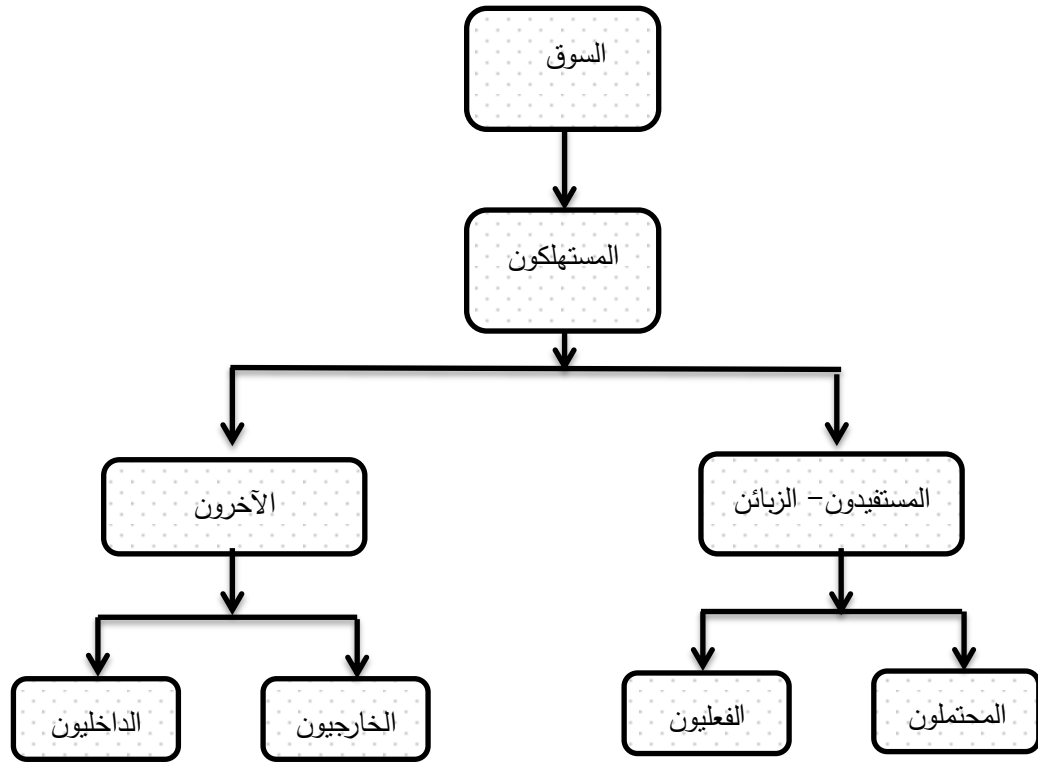 السوق
المستهلكون
المستفيدون– الزبائن
الآخرون
المحتملون
الفعليون
الخارجيون
الداخليون